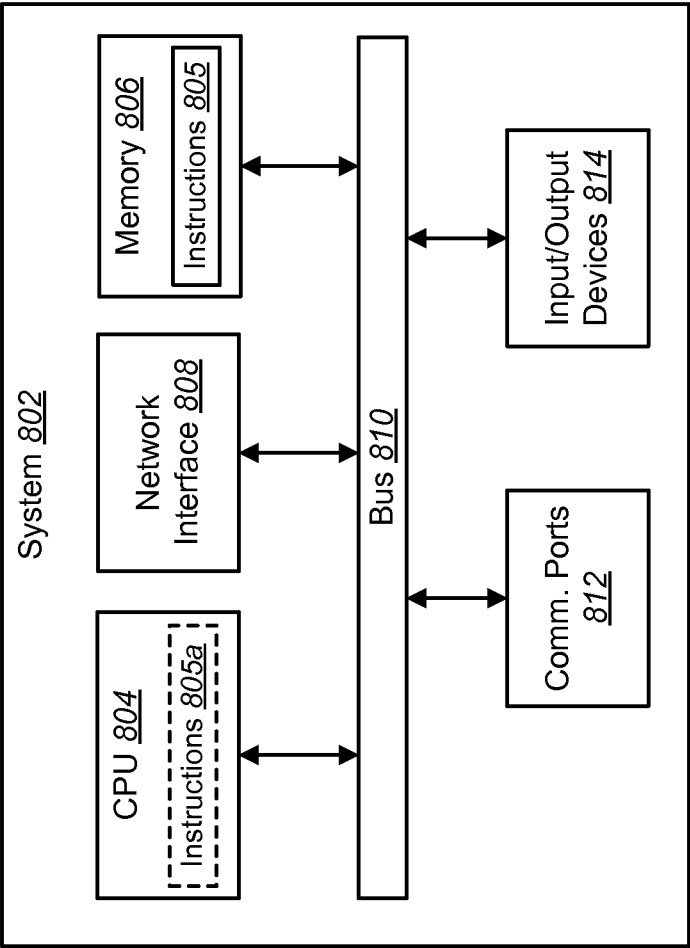 System 802
CPU 804
Instructions 805a
Network
Interface 808
Memory 806
Instructions 805
Bus 810
Comm. Ports
812
Input/Output
Devices 814